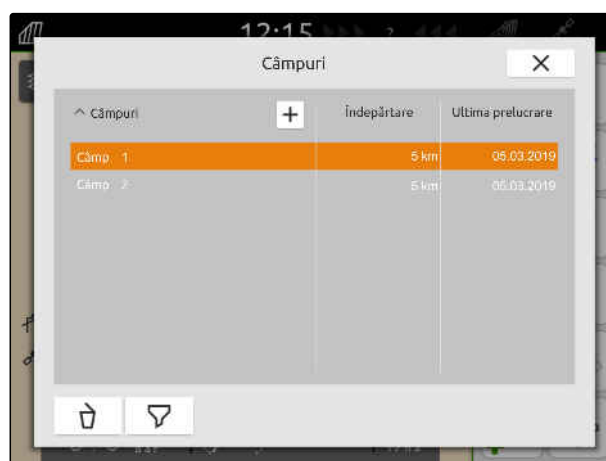 12:15
Câmpuri
Câmpuri + Îndepărtare Ultima prelucrare
Câmp 1 5 km 05.03.2019
Câmp 2 5 km 05.03.2019